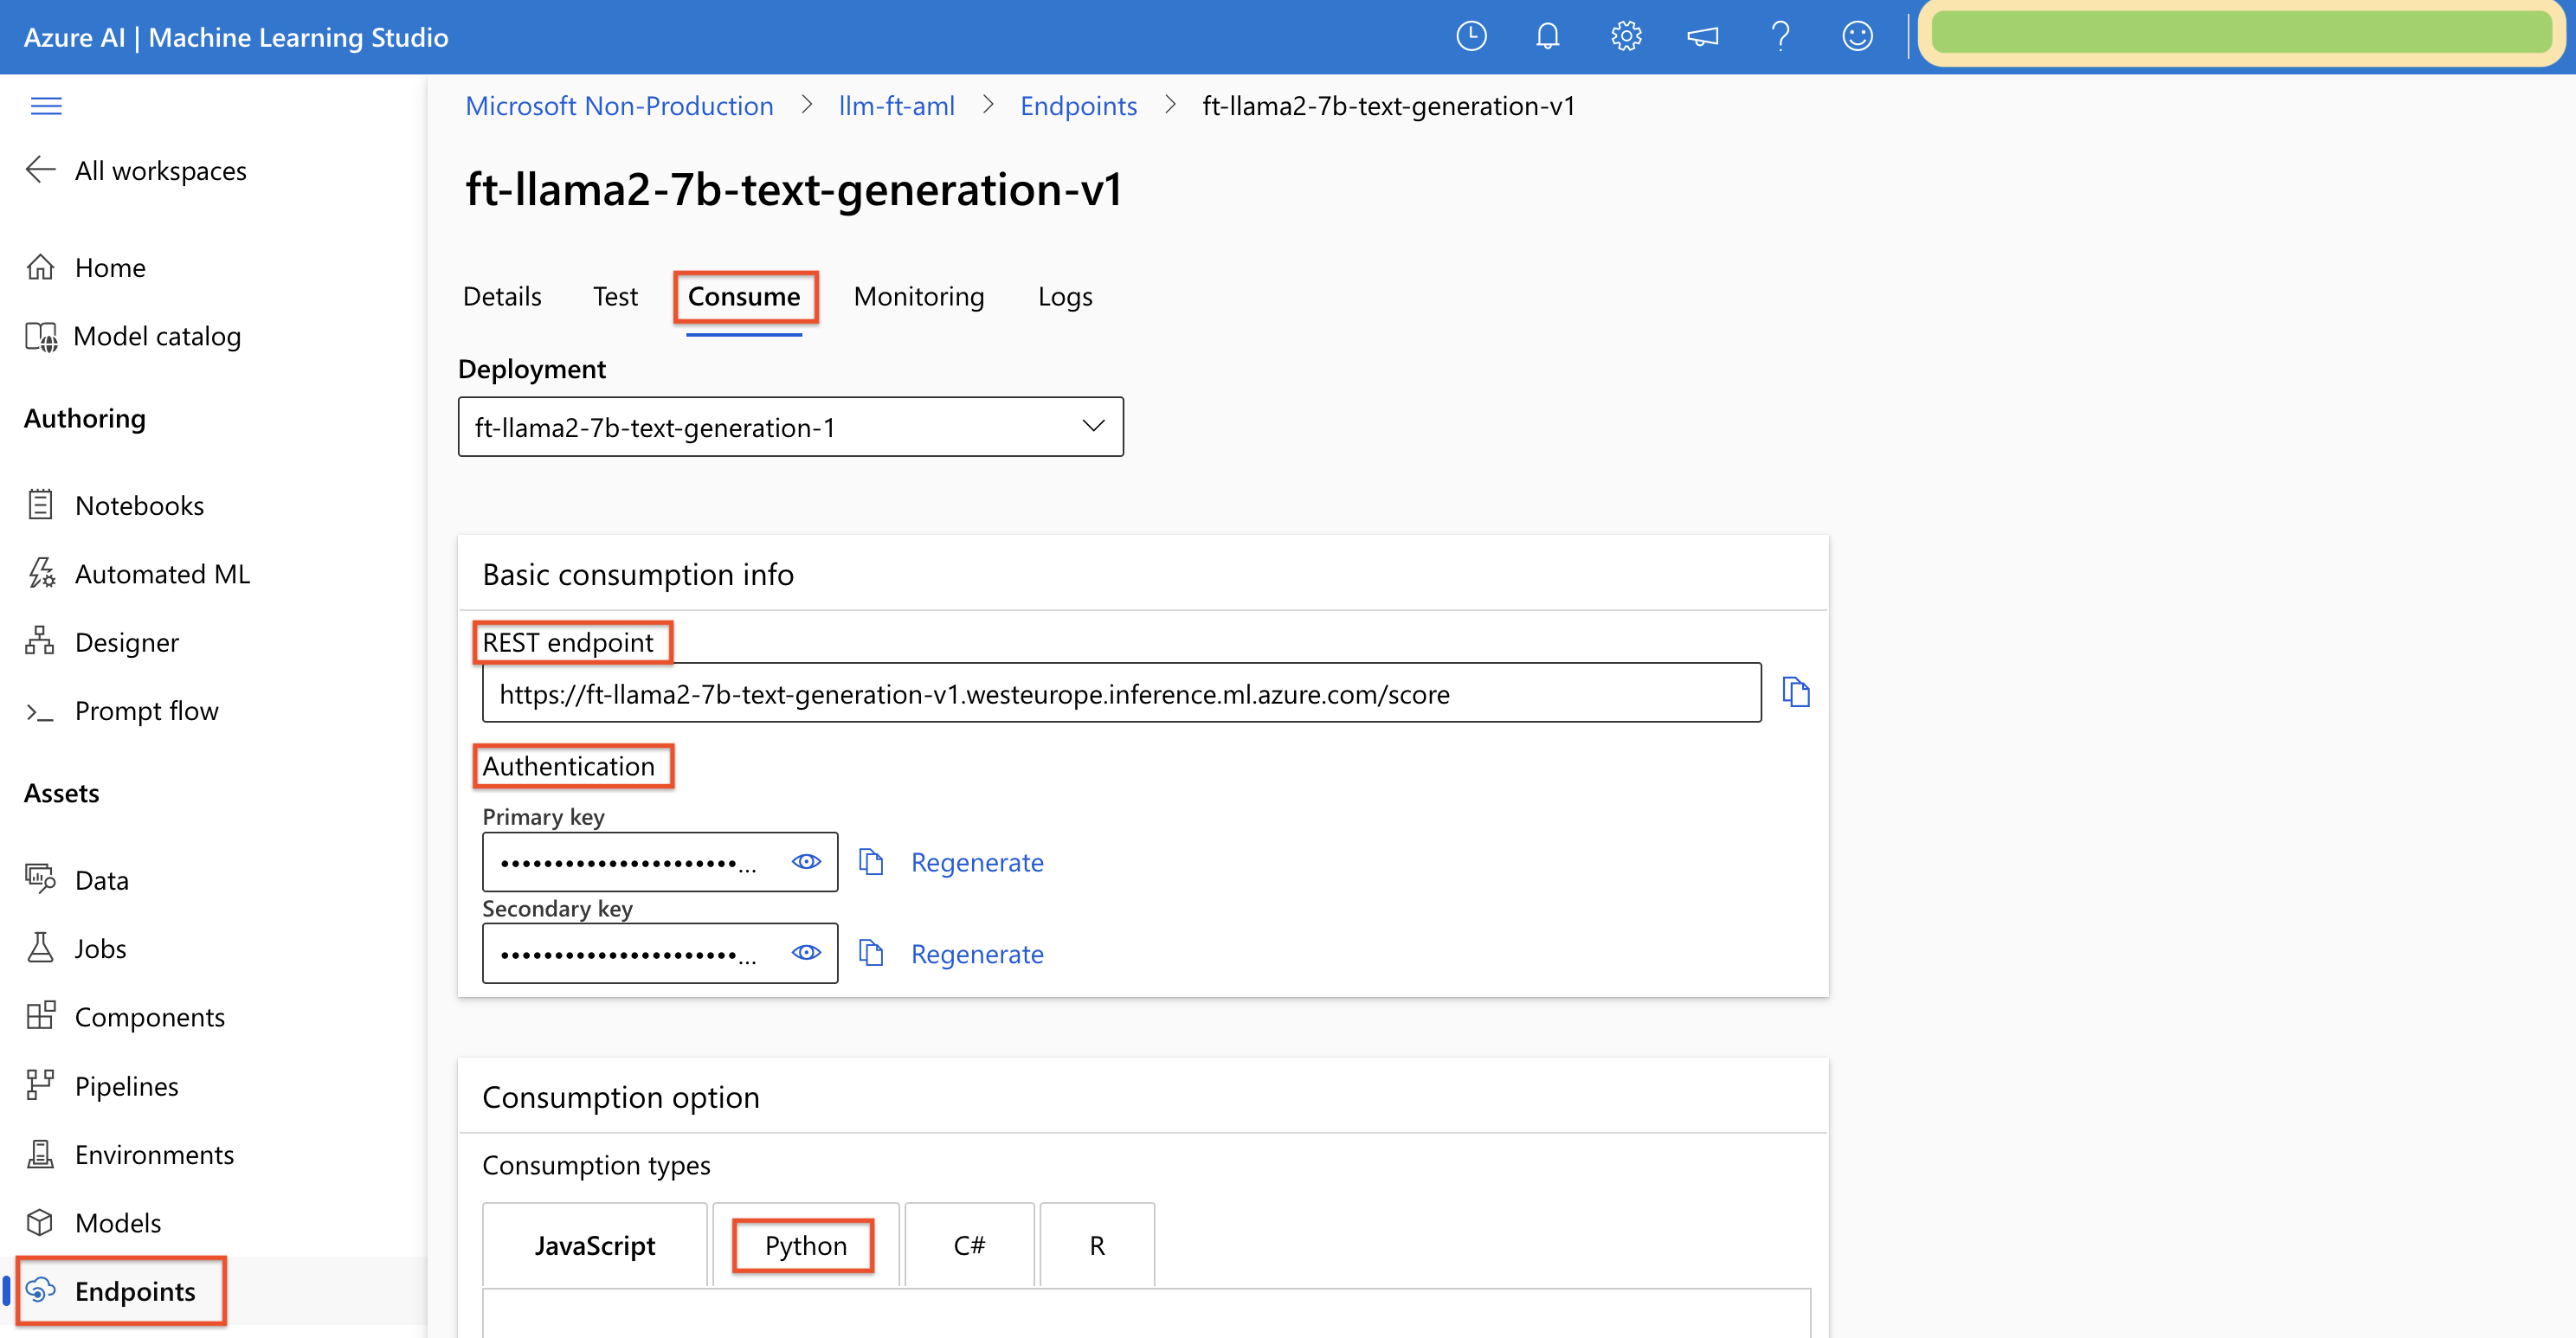 Azure AI | Machine Learning Studio
All workspaces
Home
Model catalog
Authoring
Notebooks
Automated ML
Designer
Prompt flow
Assets
Data
Jobs
Components
Pipelines
Environments
Models
Endpoints
Microsoft Non-Production > llm-ft-aml > Endpoints > ft-llama2-7b-text-generation-v1
ft-llama2-7b-text-generation-v1
Details Test Consume Monitoring Logs
Deployment
ft-llama2-7b-text-generation-1
Basic consumption info
REST endpoint
https://ft-llama2-7b-text-generation-v1.westeurope.inference.ml.azure.com/score
Authentication
Primary key
••••••••••••••••••••••... Regenerate
Secondary key
••••••••••••••••••••••... Regenerate
Consumption option
Consumption types
JavaScript Python C# R